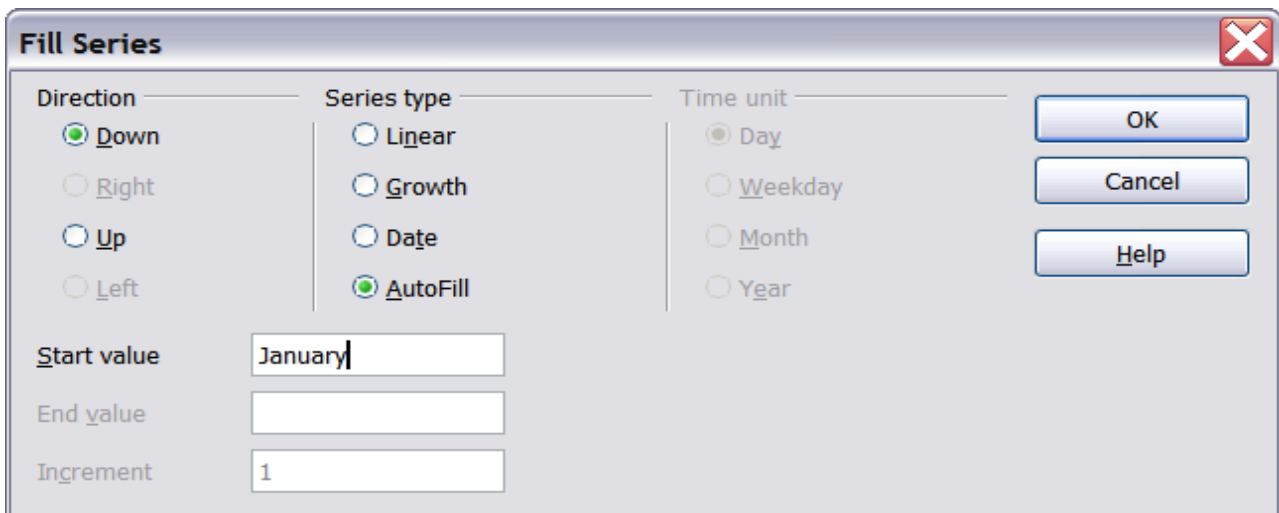 Fill Series
Direction
Down
Right
Up
Left
Series type
Linear
Growth
Date
AutoFill
Time unit
Day
Weekday
Month
Year
OK
Cancel
Help
Start value January
End value
Increment 1